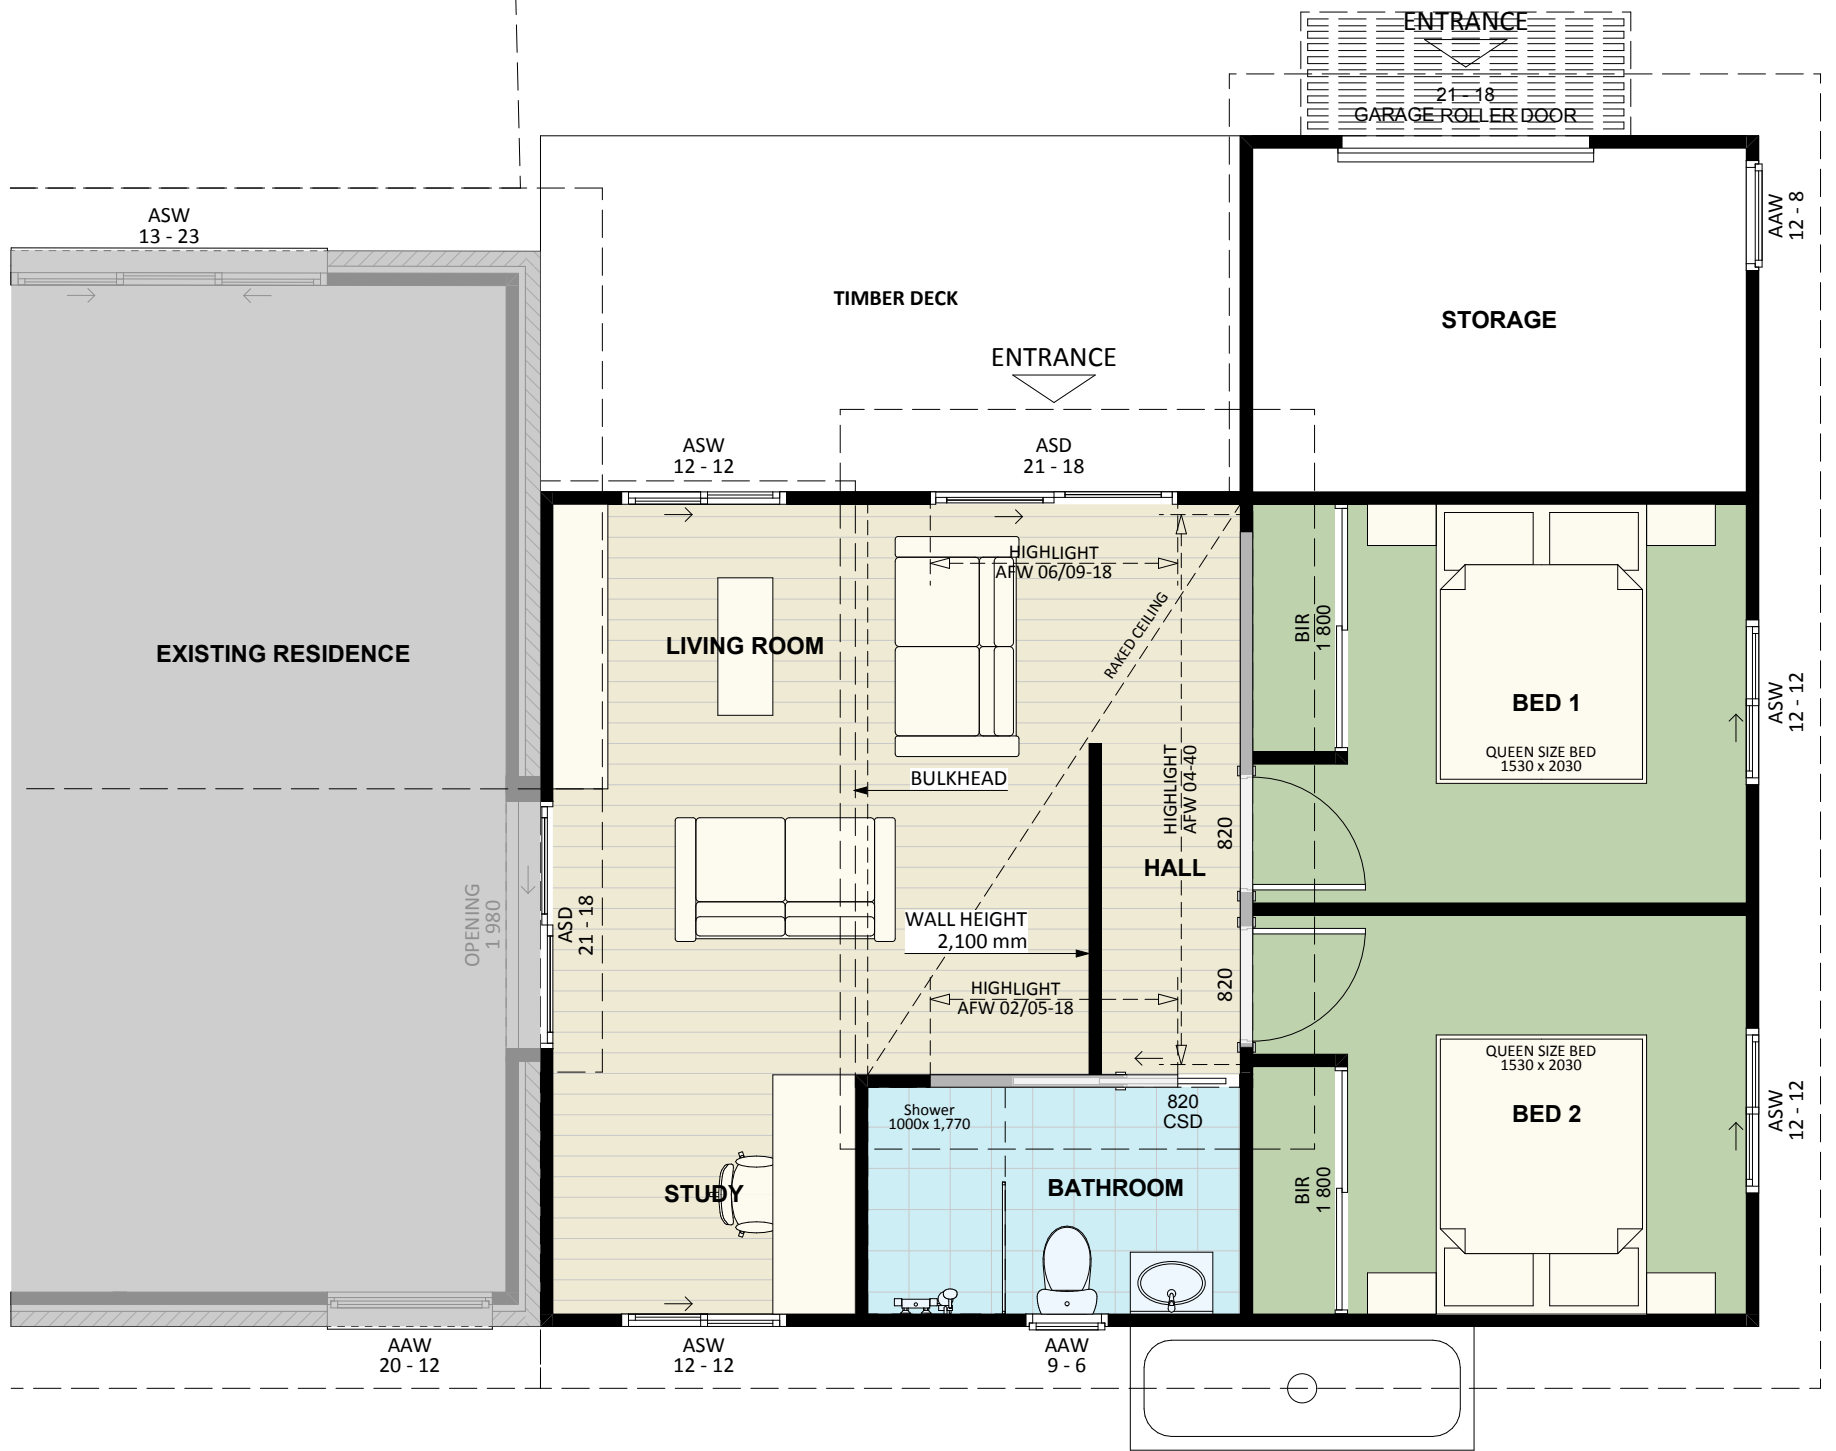 ENTRANCE
21 - 18
GARAGE ROLLER DOOR
ASW
13 - 23
AAW
12 - 8
TIMBER DECK
STORAGE
ENTRANCE
ASW
12 - 12
ASD
21 - 18
HIGHLIGHT
AFW 06/09-18
RAKED CEILING
LIVING ROOM
EXISTING RESIDENCE
BIR
1 800
BED 1
QUEEN SIZE BED
1530 x 2030
ASW
12 - 12
BULKHEAD
HIGHLIGHT
AFW 04-40
820
HALL
OPENING
1 980
ASD
21 - 18
WALL HEIGHT
2,100 mm
820
HIGHLIGHT
AFW 02/05-18
QUEEN SIZE BED
1530 x 2030
BED 2
ASW
12 - 12
Shower
1000x 1,770
820
CSD
BATHROOM
STUDY
BIR
1 800
AAW
20 - 12
ASW
12 - 12
AAW
9 - 6